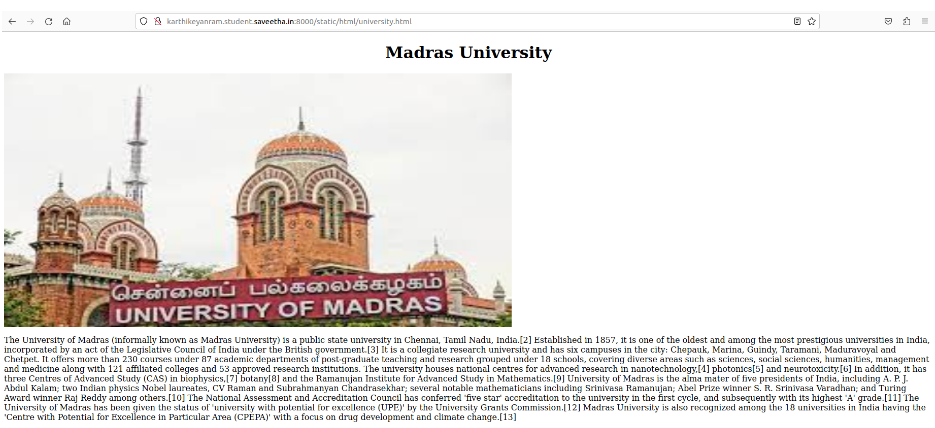 karthikeyanram.student.saveetha.in:8000/static/html/university.html
Madras University
சென்னைப் பல்கலைக்கழகம்
UNIVERSITY OF MADRAS
The University of Madras (informally known as Madras University) is a public state university in Chennai, Tamil Nadu, India.[2] Established in 1857, it is one of the oldest and among the most prestigious universities in India,
incorporated by an act of the Legislative Council of India under the British government.[3] It is a collegiate research university and has six campuses in the city: Chepauk, Marina, Guindy, Taramani, Maduravoyal and
Chetpet. It offers more than 230 courses under 87 academic departments of post-graduate teaching and research grouped under 18 schools, covering diverse areas such as sciences, social sciences, humanities, management
and medicine along with 121 affiliated colleges and 53 approved research institutions. The university houses national centres for advanced research in nanotechnology,[4] photonics[5] and neurotoxicity.[6] In addition, it has
three Centres of Advanced Study (CAS) in biophysics,[7] botany[8] and the Ramanujan Institute for Advanced Study in Mathematics.[9] University of Madras is the alma mater of five presidents of India, including A. P. J.
Abdul Kalam; two Indian physics Nobel laureates, CV Raman and Subrahmanyan Chandrasekhar; several notable mathematicians including Srinivasa Ramanujan; Abel Prize winner S. R. Srinivasa Varadhan; and Turing
Award winner Raj Reddy among others.[10] The National Assessment and Accreditation Council has conferred 'five star' accreditation to the university in the first cycle, and subsequently with its highest 'A' grade.[11] The
University of Madras has been given the status of 'university with potential for excellence (UPE)' by the University Grants Commission.[12] Madras University is also recognized among the 18 universities in India having the
'Centre with Potential for Excellence in Particular Area (CPEPA)' with a focus on drug development and climate change.[13]